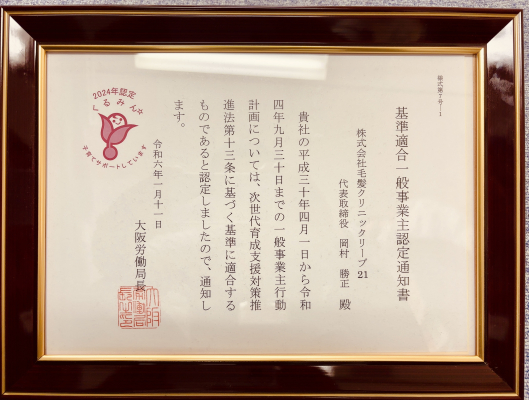 様式第7号－1
基準適合一般事業主認定通知書
株式会社毛髪クリニックリーブ21
代表取締役 岡村 勝正 殿
貴社の平成三十年四月一日から令和
四年九月三十日までの一般事業主行動
計画については、次世代育成支援対策推
進法第十三条に基づく基準に適合する
ものであると認定しましたので、通知し
ます。
令和六年一月十一日
大阪労働局長
2024年認定
くるみん
子育てサポートしています